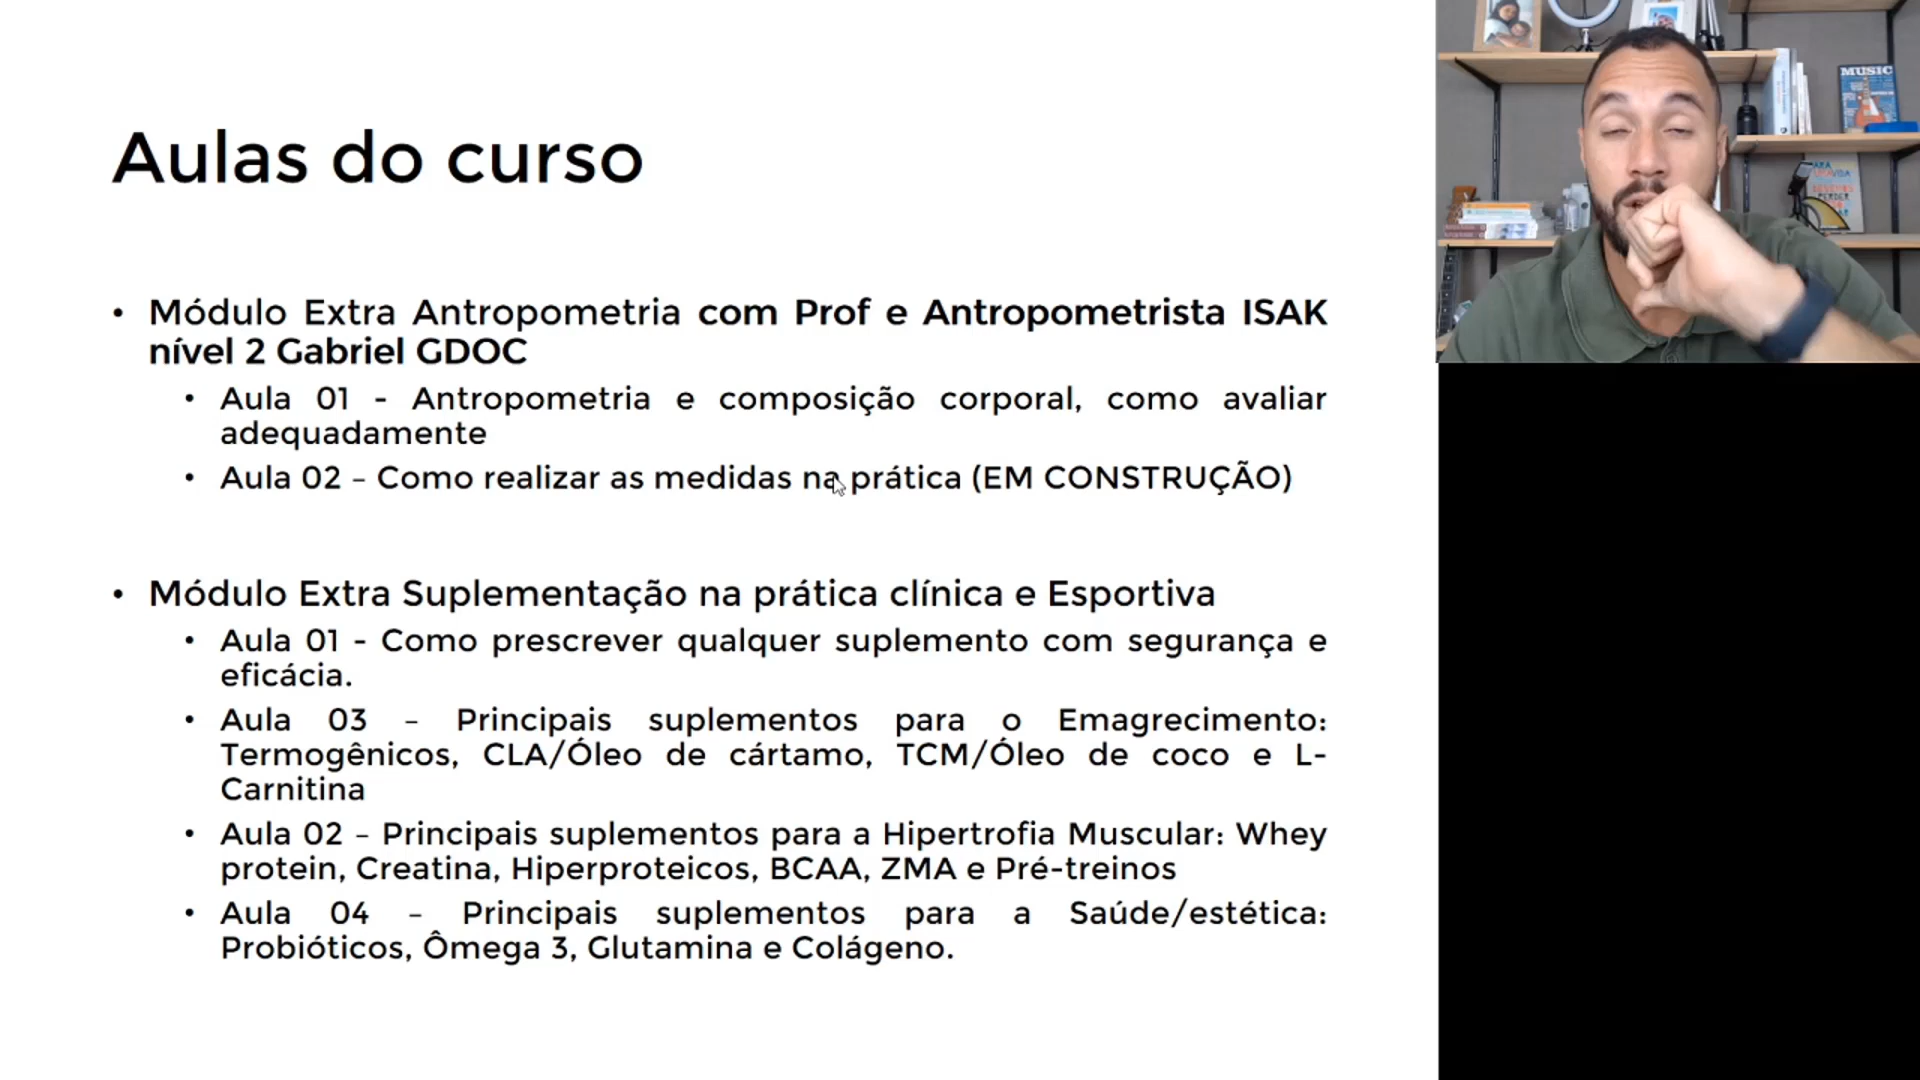 Aulas do curso
• Módulo Extra Antropometria com Prof e Antropometrista ISAK
nível 2 Gabriel GDOC
• Aula 01 - Antropometria e composição corporal, como avaliar
adequadamente
• Aula 02 – Como realizar as medidas na prática (EM CONSTRUÇÃO)
• Módulo Extra Suplementação na prática clínica e Esportiva
• Aula 01 - Como prescrever qualquer suplemento com segurança e
eficácia.
• Aula 03 – Principais suplementos para o Emagrecimento:
Termogênicos, CLA/Óleo de cártamo, TCM/Óleo de coco e L-
Carnitina
• Aula 02 – Principais suplementos para a Hipertrofia Muscular: Whey
protein, Creatina, Hiperproteicos, BCAA, ZMA e Pré-treinos
• Aula 04 – Principais suplementos para a Saúde/estética:
Probióticos, Ômega 3, Glutamina e Colágeno.
MUSIC